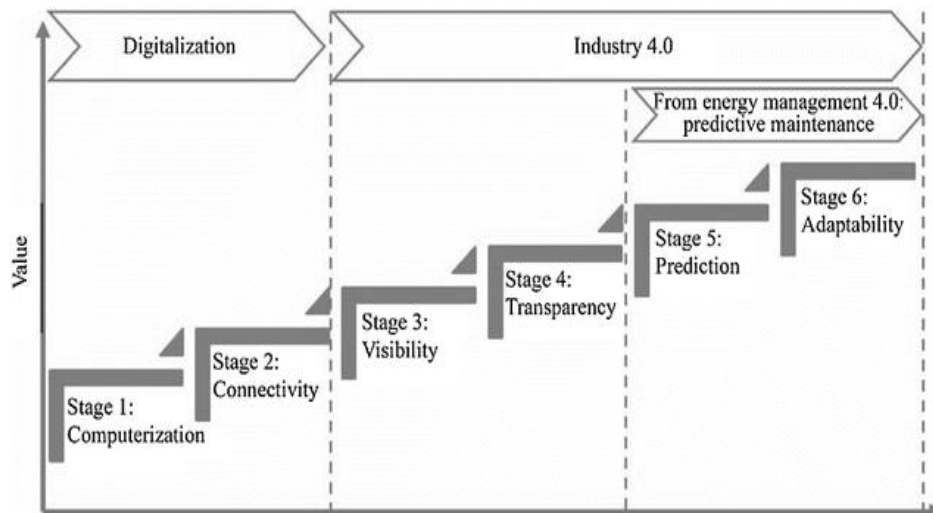 Digitalization
Industry 4.0
From energy management 4.0:
predictive maintenance
Value
Stage 1:
Computerization
Stage 2:
Connectivity
Stage 3:
Visibility
Stage 4:
Transparency
Stage 5:
Prediction
Stage 6:
Adaptability